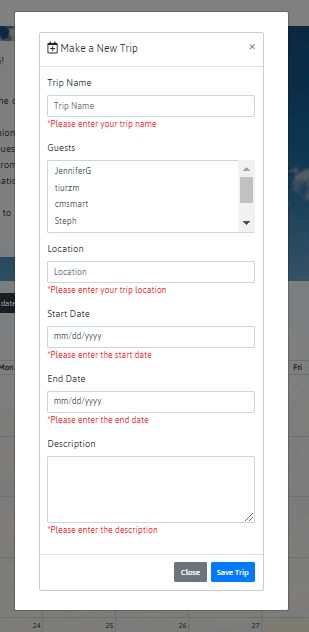 Make a New Trip ×
Trip Name
Trip Name
*Please enter your trip name
Guests
JenniferG
tiurzm
cmsmart
Steph
Location
Location
*Please enter your trip location
Start Date
mm/dd/yyyy
*Please enter the start date
End Date
mm/dd/yyyy
*Please enter the end date
Description
*Please enter the description
Close Save Trip
date
Mon Fri
24 25 26 27